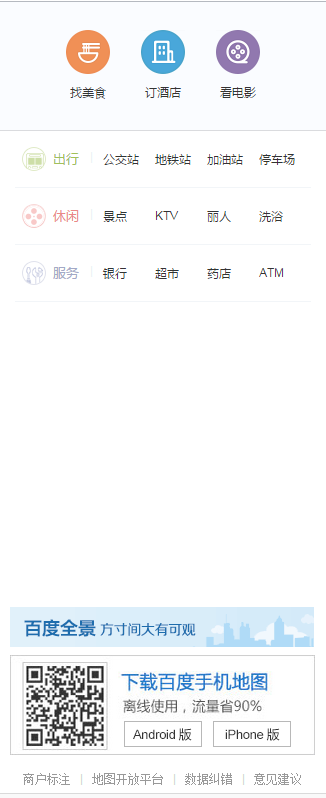 找美食 订酒店 看电影
出行 公交站 地铁站 加油站 停车场
休闲 景点 KTV 丽人 洗浴
服务 银行 超市 药店 ATM
百度全景 方寸间大有可观
下载百度手机地图
离线使用，流量省90%
Android 版 iPhone 版
商户标注 | 地图开放平台 | 数据纠错 | 意见建议